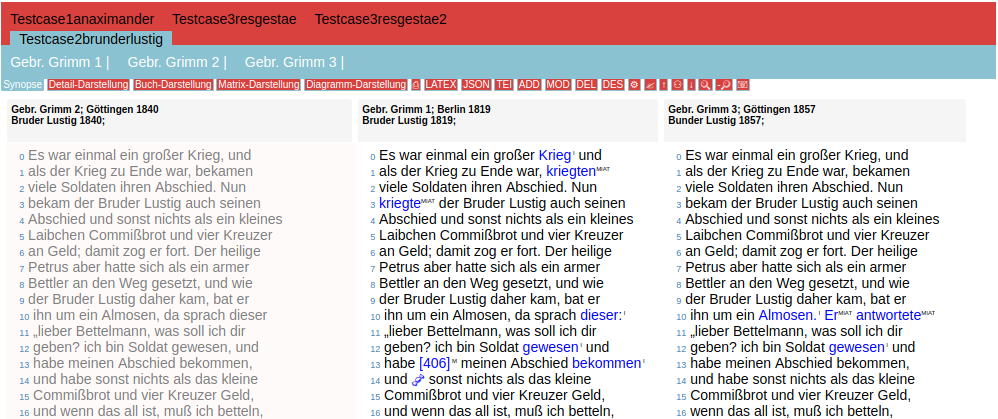 Testcase1anaximander Testcase3resgestae Testcase3resgestae2
Testcase2brunderlustig
Gebr. Grimm 1 | Gebr. Grimm 2 | Gebr. Grimm 3 |
Synopse Detail-Darstellung Buch-Darstellung Matrix-Darstellung Diagramm-Darstellung LATEX JSON TEI ADD MOD DEL DES
Gebr. Grimm 2; Göttingen 1840
Bruder Lustig 1840;
0 Es war einmal ein großer Krieg, und
1 als der Krieg zu Ende war, bekamen
2 viele Soldaten ihren Abschied. Nun
3 bekam der Bruder Lustig auch seinen
4 Abschied und sonst nichts als ein kleines
5 Laibchen Commißbrot und vier Kreuzer
6 an Geld; damit zog er fort. Der heilige
7 Petrus aber hatte sich als ein armer
8 Bettler an den Weg gesetzt, und wie
9 der Bruder Lustig daher kam, bat er
10 ihn um ein Almosen, da sprach dieser
11 „lieber Bettelmann, was soll ich dir
12 geben? ich bin Soldat gewesen, und
13 habe meinen Abschied bekommen,
14 und habe sonst nichts als das kleine
15 Commißbrot und vier Kreuzer Geld,
16 und wenn das all ist, muß ich betteln,
Gebr. Grimm 1; Berlin 1819
Bruder Lustig 1819;
0 Es war einmal ein großer Krieg I und
1 als der Krieg zu Ende war, kriegten MIAT
2 viele Soldaten ihren Abschied. Nun
3 kriegte MIAT der Bruder Lustig auch seinen
4 Abschied und sonst nichts als ein kleines
5 Laibchen Commißbrot und vier Kreuzer
6 an Geld; damit zog er fort. Der heilige
7 Petrus aber hatte sich als ein armer
8 Bettler an den Weg gesetzt, und wie
9 der Bruder Lustig daher kam, bat er
10 ihn um ein Almosen, da sprach dieser: I
11 „lieber Bettelmann, was soll ich dir
12 geben? ich bin Soldat gewesen I und
13 habe [406] M meinen Abschied bekommen I
14 und sonst nichts als das kleine
15 Commißbrot und vier Kreuzer Geld,
16 und wenn das all ist, muß ich betteln,
Gebr. Grimm 3; Göttingen 1857
Bunder Lustig 1857;
0 Es war einmal ein großer Krieg, und
1 als der Krieg zu Ende war, bekamen
2 viele Soldaten ihren Abschied. Nun
3 bekam der Bruder Lustig auch seinen
4 Abschied und sonst nichts als ein kleines
5 Laibchen Commißbrot und vier Kreuzer
6 an Geld; damit zog er fort. Der heilige
7 Petrus aber hatte sich als ein armer
8 Bettler an den Weg gesetzt, und wie
9 der Bruder Lustig daher kam, bat er
10 ihn um ein Almosen. I Er MIAT antwortete MIAT
11 „lieber Bettelmann, was soll ich dir
12 geben? ich bin Soldat gewesen I und
13 habe meinen Abschied bekommen,
14 und habe sonst nichts als das kleine
15 Commißbrot und vier Kreuzer Geld,
16 und wenn das all ist, muß ich betteln,